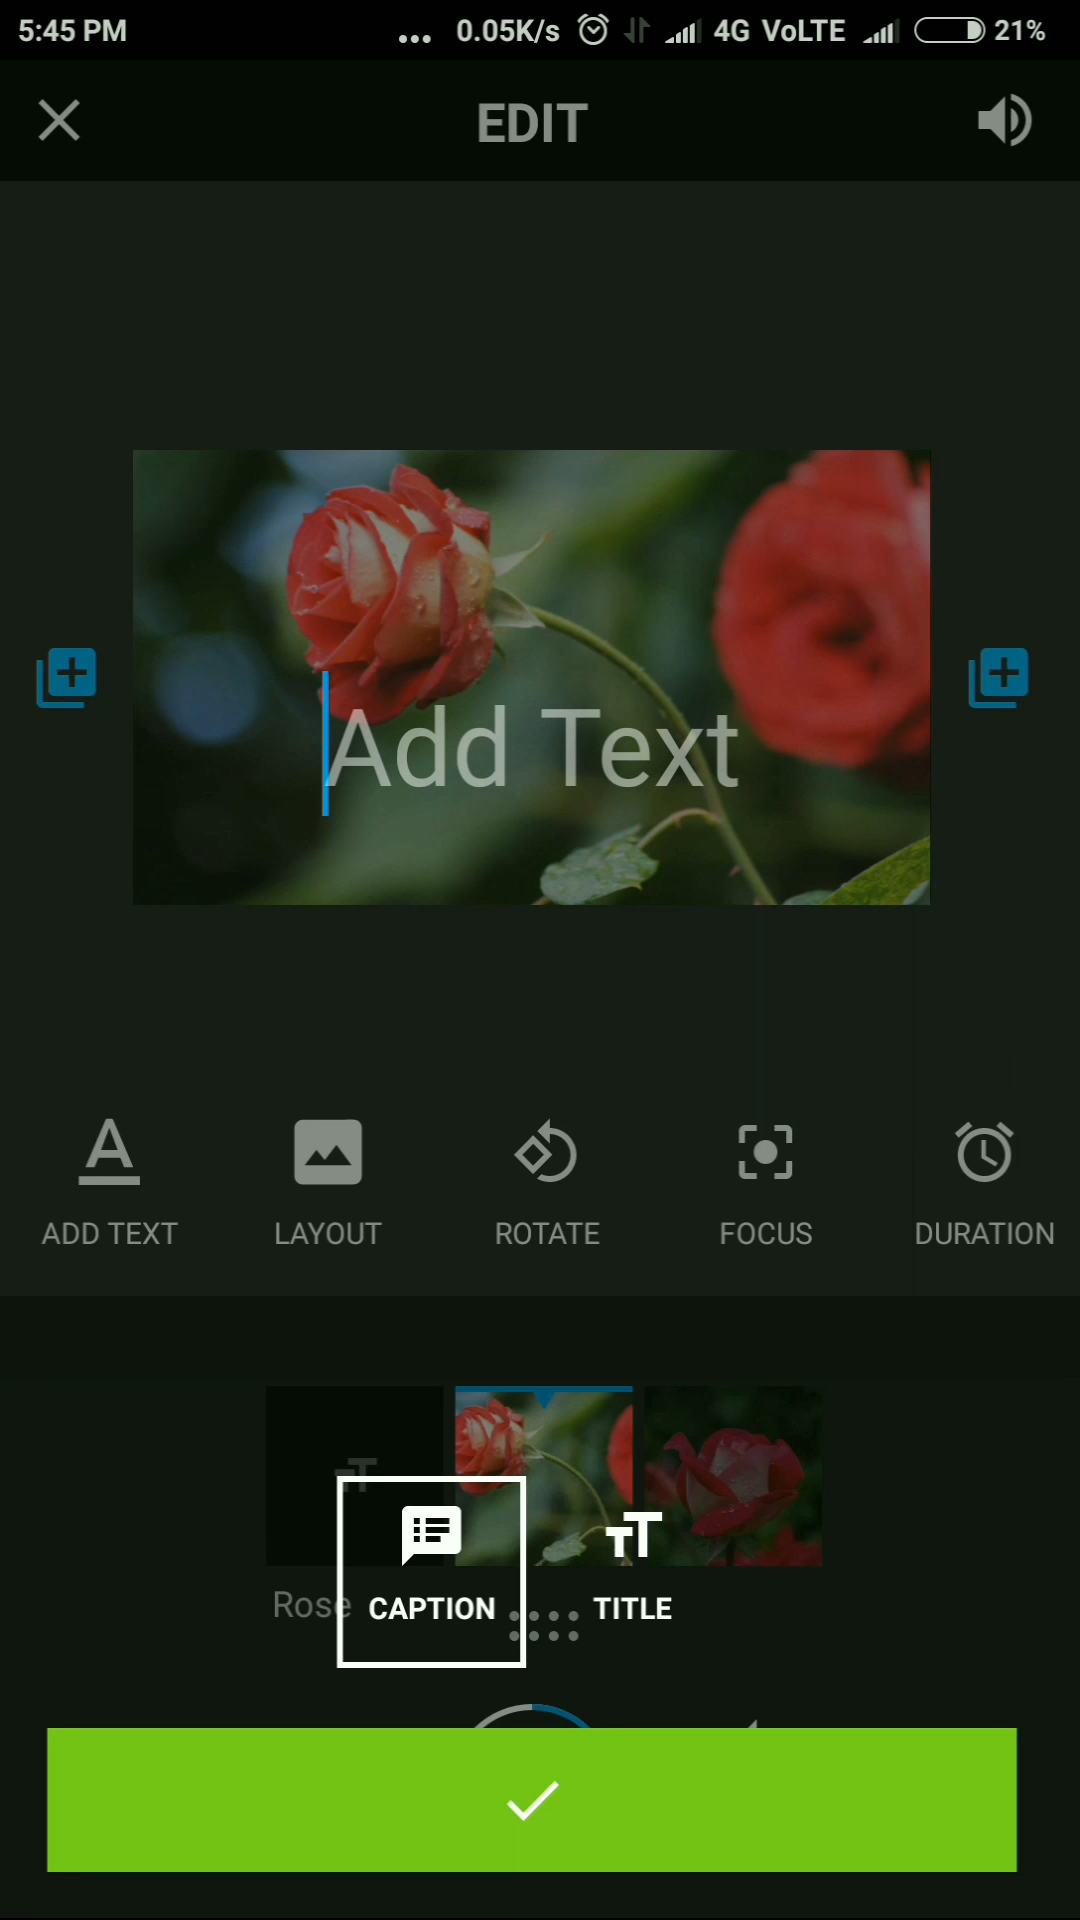 5:45 PM ... 0.05K/s 4G VoLTE 21%
EDIT
Add Text
ADD TEXT LAYOUT ROTATE FOCUS DURATION
TT
Rose CAPTION TITLE